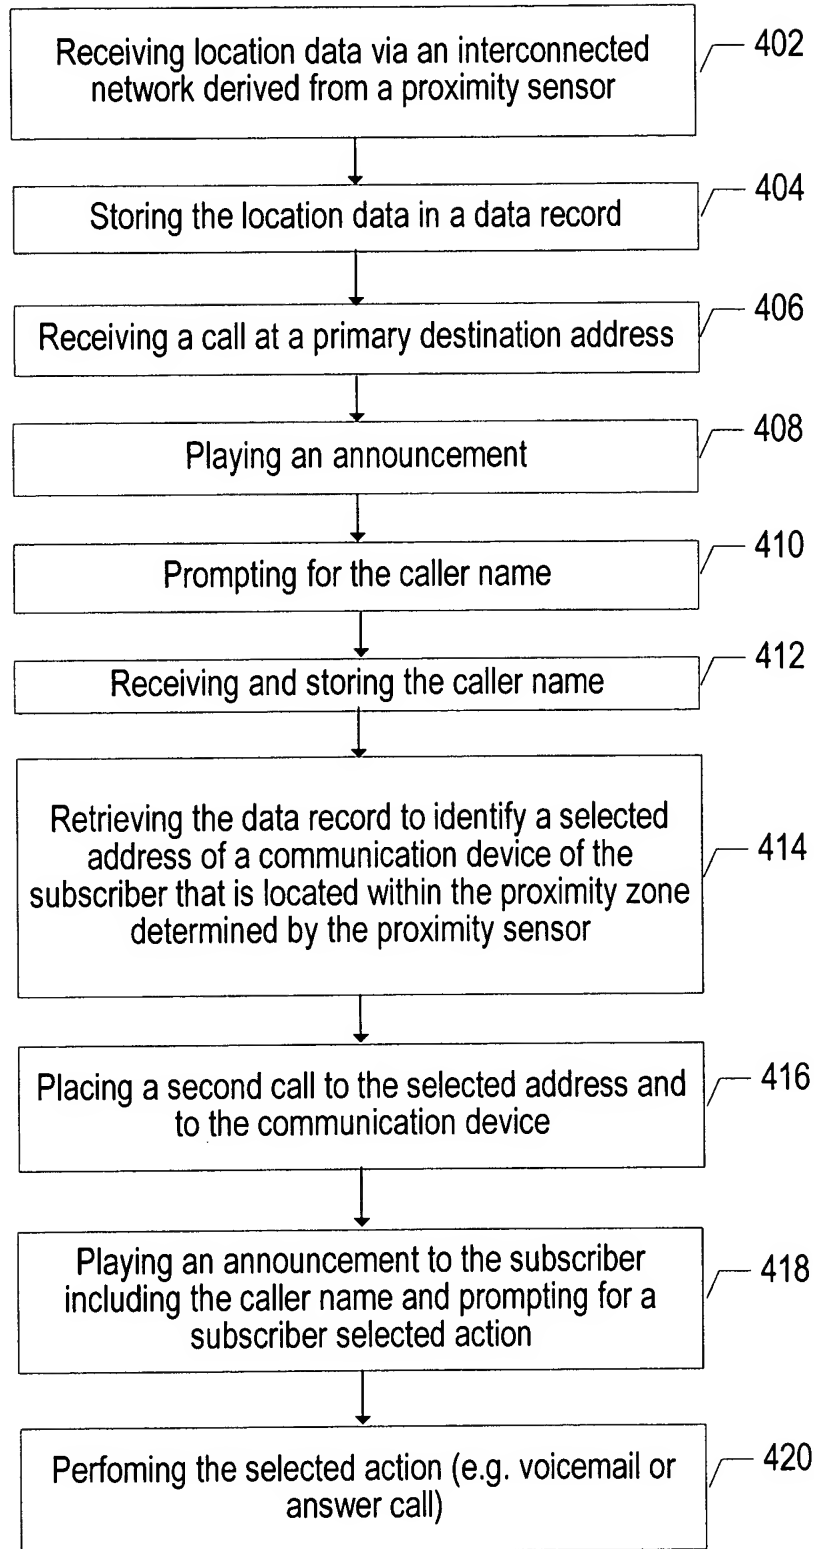 Receiving location data via an interconnected
network derived from a proximity sensor
402
Storing the location data in a data record
404
Receiving a call at a primary destination address
406
Playing an announcement
408
Prompting for the caller name
410
Receiving and storing the caller name
412
Retrieving the data record to identify a selected
address of a communication device of the
subscriber that is located within the proximity zone
determined by the proximity sensor
414
Placing a second call to the selected address and
to the communication device
416
Playing an announcement to the subscriber
including the caller name and prompting for a
subscriber selected action
418
Perfoming the selected action (e.g. voicemail or
answer call)
420